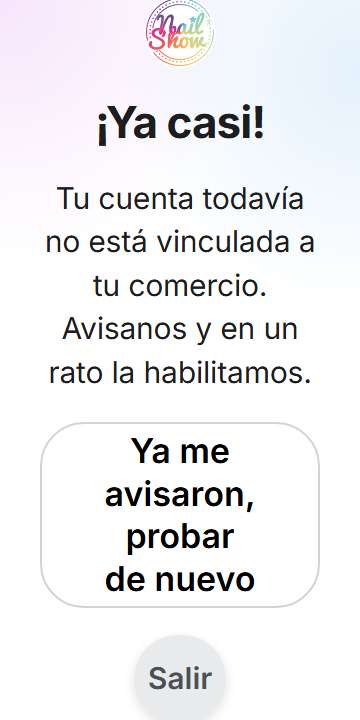 Nail
Show
¡Ya casi!
Tu cuenta todavía
no está vinculada a
tu comercio.
Avisanos y en un
rato la habilitamos.
Ya me
avisaron,
probar
de nuevo
Salir